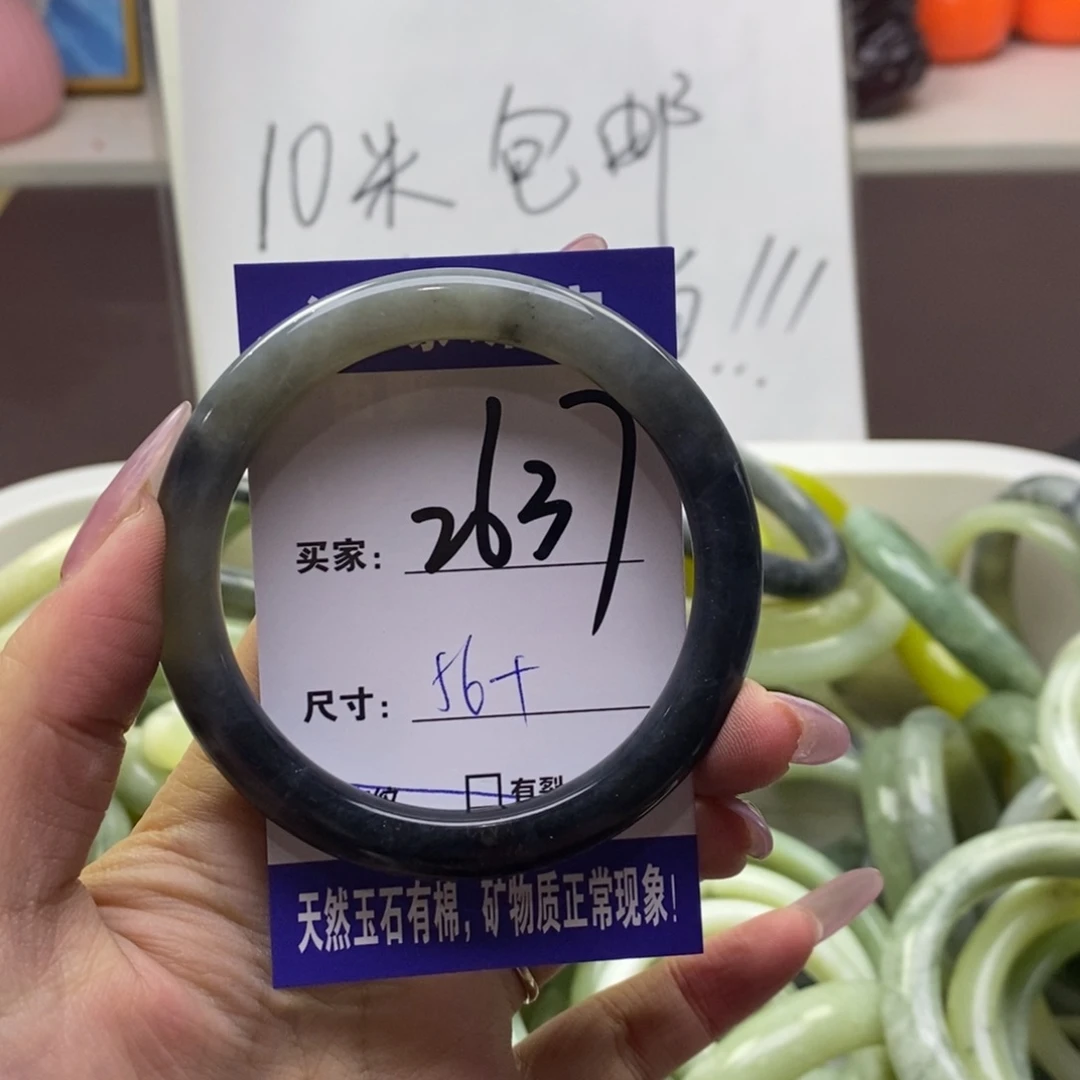 10米 包邮
!!!
买家: 2637
尺寸: 56+
纹 有裂
天然玉石有棉,矿物质正常现象!